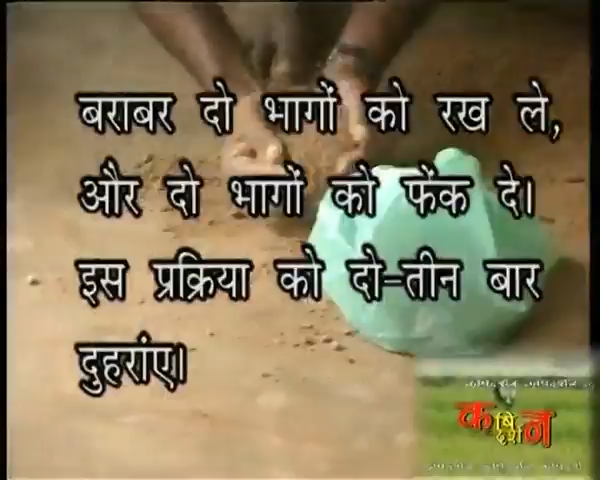 बराबर दो भागों को रख ले,
और दो भागों को फेंक दे।
इस प्रक्रिया को दो-तीन बार
दुहरांए।